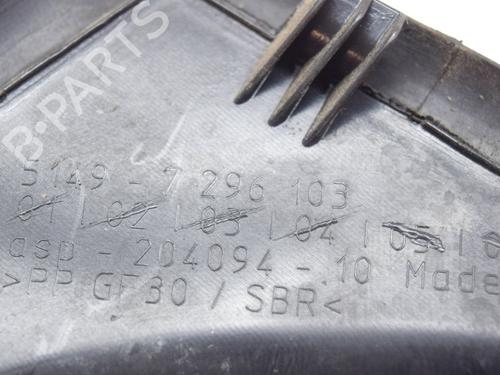 B-PARTS
5149 - 7 296 103
01 | 02 | 03 | 04 | 05 | 0
asp - 204094 - 10 Made
>PP GF30 / SBR<